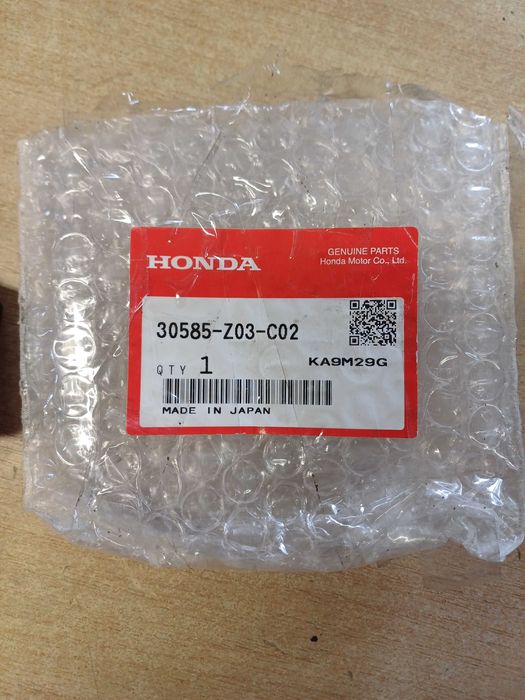 HONDA
GENUINE PARTS
Honda Motor Co., Ltd.
30585-Z03-C02
KA9M29G
QTY 1
MADE IN JAPAN